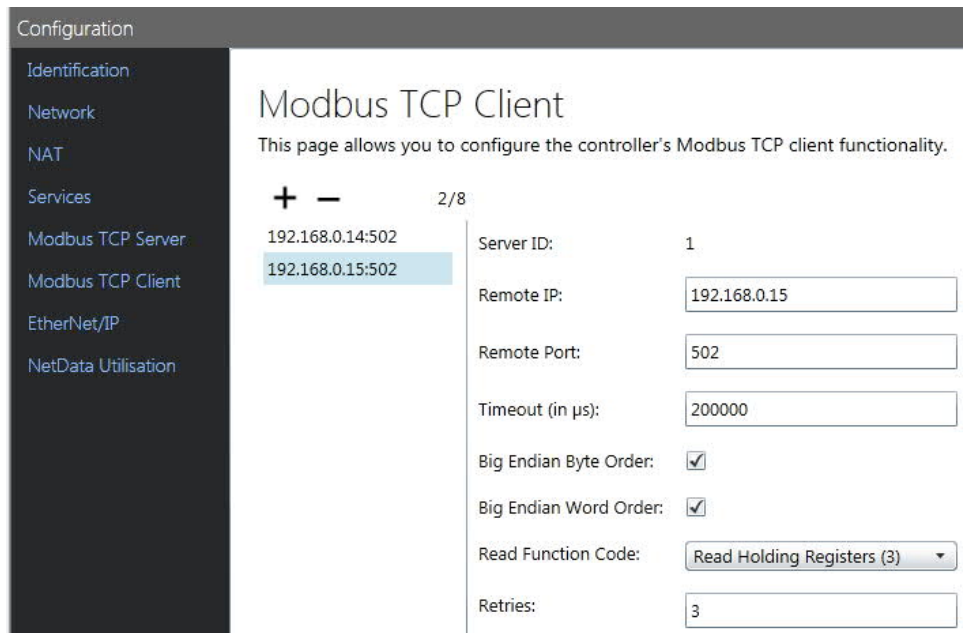 Configuration
Identification
Network
NAT
Services
Modbus TCP Server
Modbus TCP Client
EtherNet/IP
NetData Utilisation
Modbus TCP Client
This page allows you to configure the controller's Modbus TCP client functionality.
+ − 2/8
192.168.0.14:502
192.168.0.15:502
Server ID: 1
Remote IP: 192.168.0.15
Remote Port: 502
Timeout (in µs): 200000
Big Endian Byte Order:
Big Endian Word Order:
Read Function Code: Read Holding Registers (3)
Retries: 3